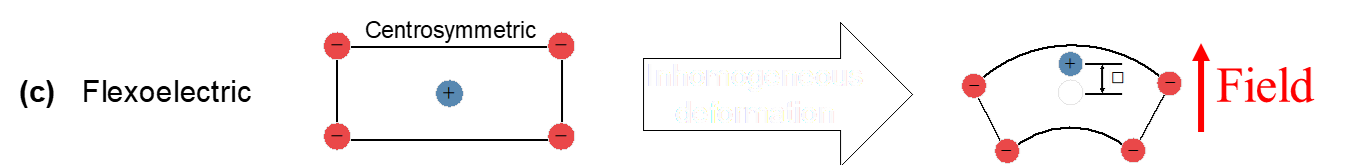 Centrosymmetric
(c) Flexoelectric
Inhomogeneous
deformation
Field